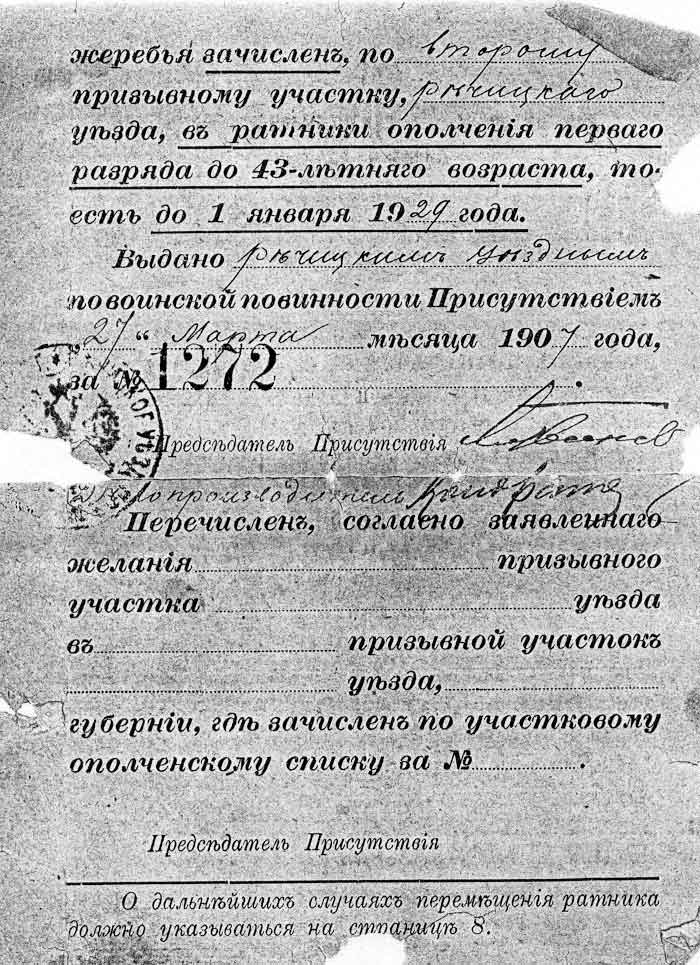 жеребья зачисленъ, по второму
призывному участку, рѣчицкаго
уѣзда, въ ратники ополченія перваго
разряда до 43-лѣтняго возраста, то-
есть до 1 января 1929 года.
Выдано рѣчицкимъ уѣзднымъ
по воинской повинности Присутствіемъ
„27“ Марта мѣсяца 1907 года,
за № 1272.
Предсѣдатель Присутствія
Дѣлопроизводитель
Перечисленъ, согласно заявленнаго
желанія призывного
участка уѣзда
въ призывной участокъ
уѣзда,
губерніи, гдѣ зачисленъ по участковому
ополченскому списку за № .
Предсѣдатель Присутствія
О дальнѣйшихъ случаяхъ перемѣщенія ратника
должно указываться на страницѣ 8.